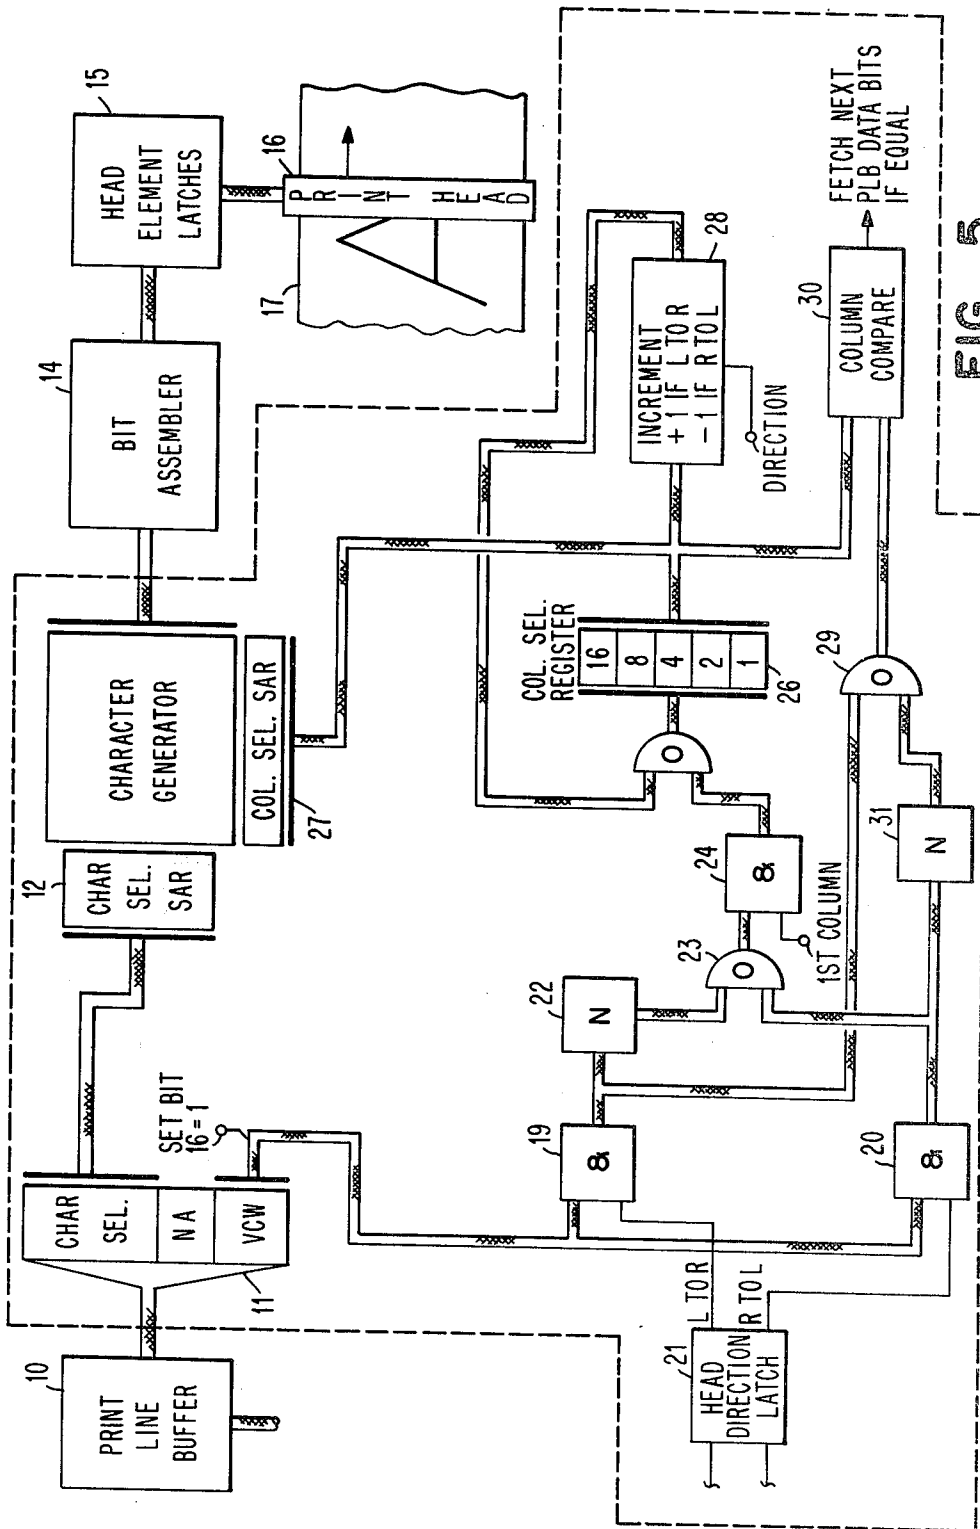 10
PRINT
LINE
BUFFER
11
CHAR
SEL.
NA
VCW
SET BIT
16 = 1
12
CHAR
SEL.
SAR
CHARACTER
GENERATOR
COL. SEL. SAR
27
14
BIT
ASSEMBLER
15
HEAD
ELEMENT
LATCHES
16
PRINT HEAD
17
A
21
HEAD
DIRECTION
LATCH
L TO R
R TO L
19
&
20
&
22
N
23
O
24
&
1ST COLUMN
O
COL. SEL.
REGISTER
16
8
4
2
1
26
INCREMENT
+1 IF L TO R
-1 IF R TO L
28
DIRECTION
31
N
29
O
30
COLUMN
COMPARE
FETCH NEXT
PLB DATA BITS
IF EQUAL
FIG. 5